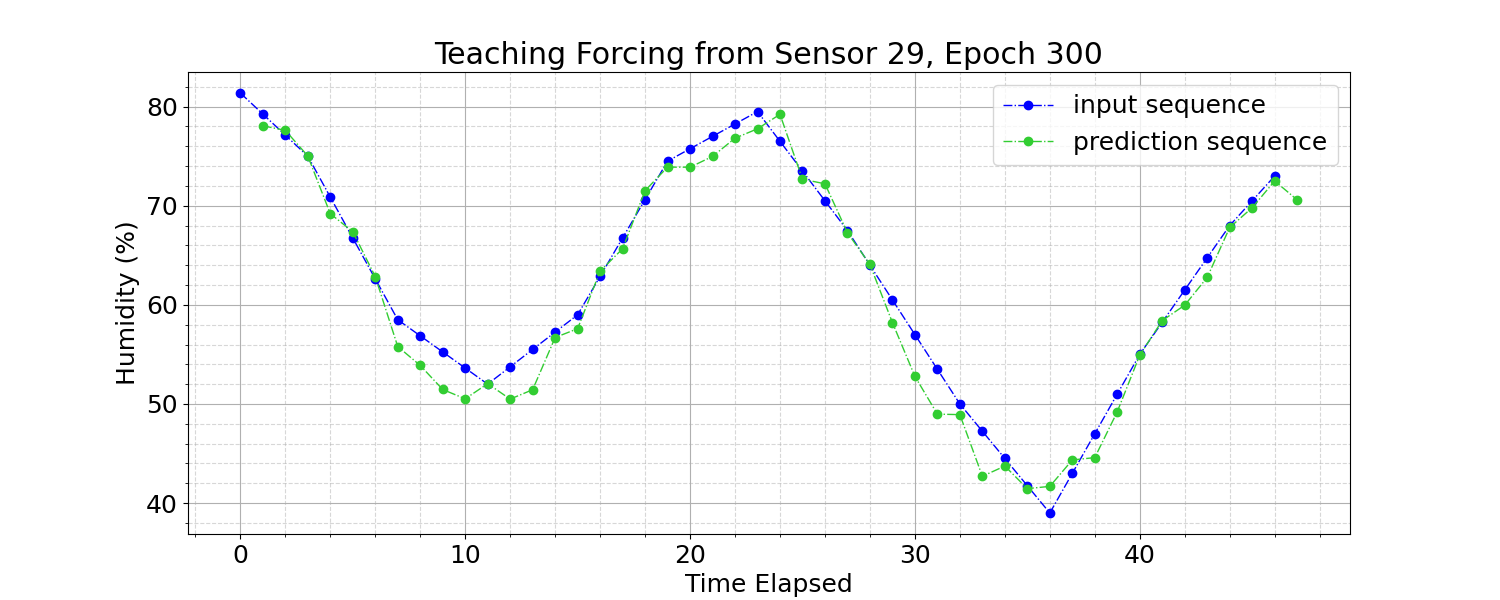 Teaching Forcing from Sensor 29, Epoch 300
input sequence
prediction sequence
Humidity (%)
80
70
60
50
40
0 10 20 30 40
Time Elapsed